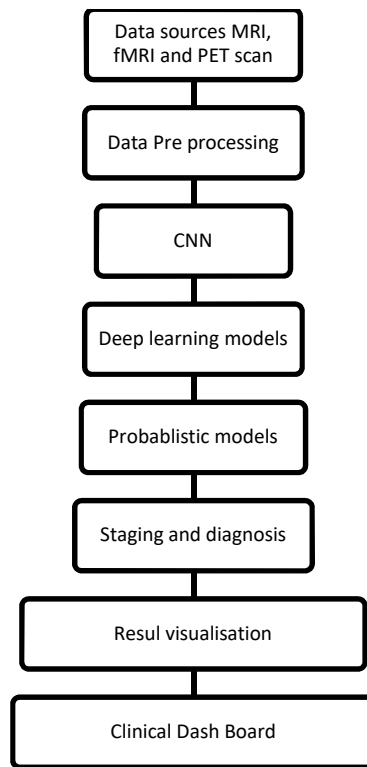 Data sources MRI,
fMRI and PET scan
Data Pre processing
CNN
Deep learning models
Probablistic models
Staging and diagnosis
Resul visualisation
Clinical Dash Board